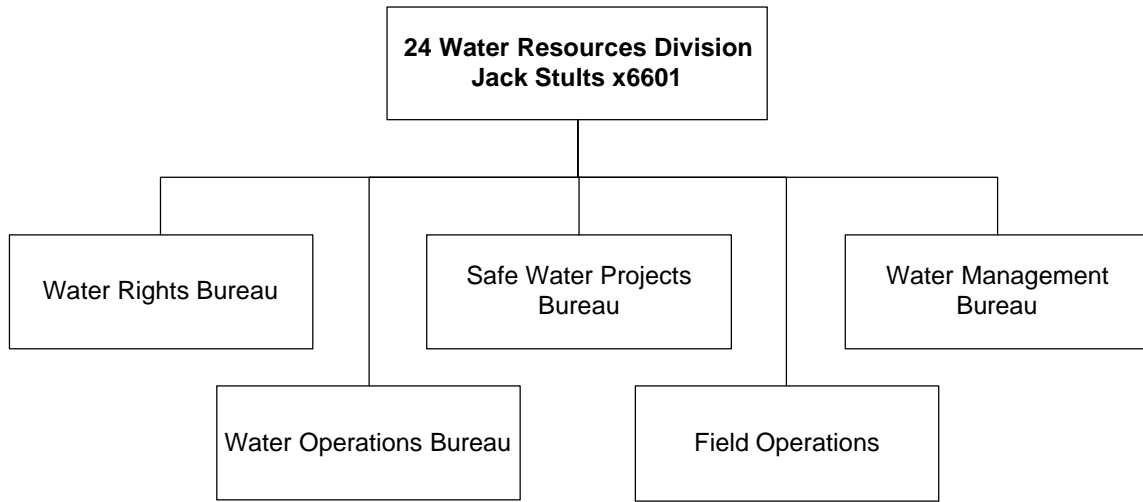 24 Water Resources Division
Jack Stults x6601
Water Rights Bureau
Safe Water Projects
Bureau
Water Management
Bureau
Water Operations Bureau
Field Operations